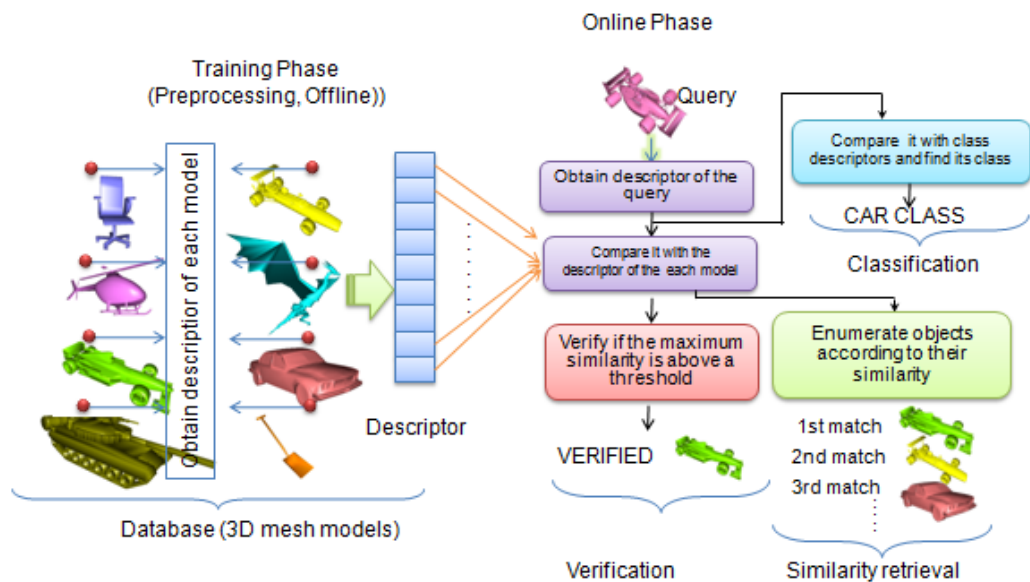 Online Phase
Training Phase
(Preprocessing, Offline))
Query
Obtain description of each model
Compare it with class
descriptors and find its class
Obtain descriptor of the
query
CAR CLASS
Compare it with the
descriptor of the each model
Classification
Verify if the maximum
similarity is above a
threshold
Enumerate objects
according to their
similarity
Descriptor
1st match
2nd match
3rd match
VERIFIED
Database (3D mesh models)
Verification
Similarity retrieval